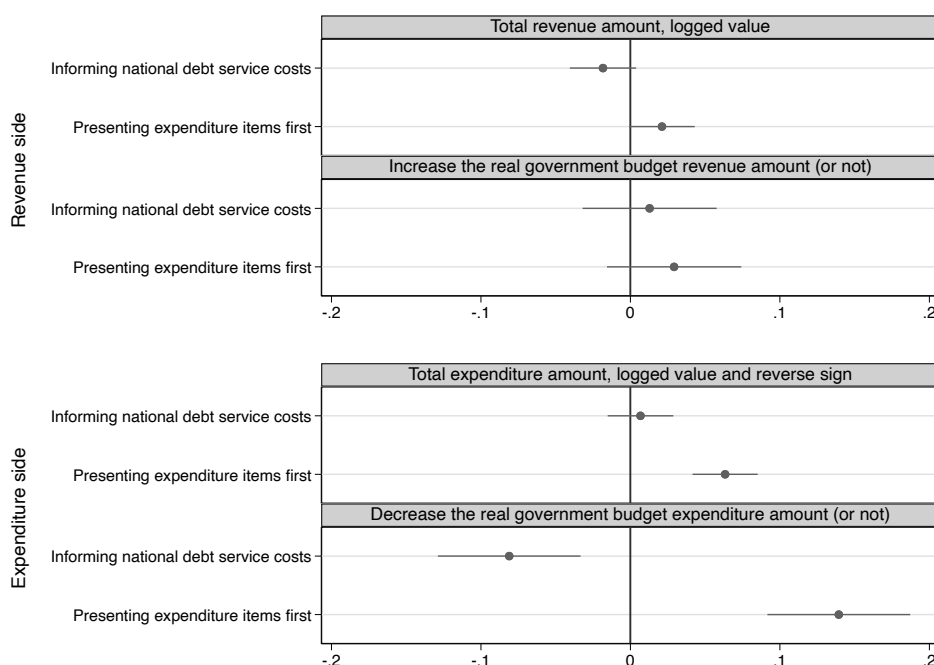 Total revenue amount, logged value
Informing national debt service costs
Presenting expenditure items first
Increase the real government budget revenue amount (or not)
Informing national debt service costs
Presenting expenditure items first
Revenue side
-.2 -.1 0 .1 .2
Total expenditure amount, logged value and reverse sign
Informing national debt service costs
Presenting expenditure items first
Decrease the real government budget expenditure amount (or not)
Informing national debt service costs
Presenting expenditure items first
Expenditure side
-.2 -.1 0 .1 .2